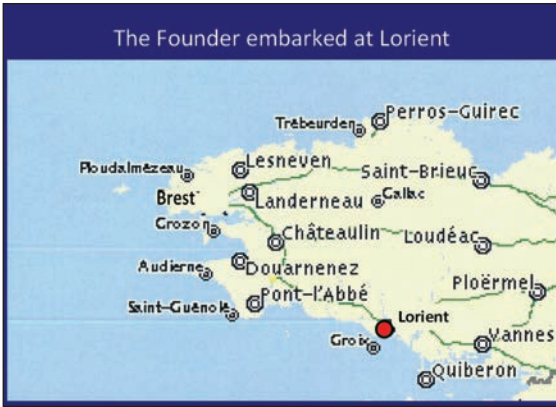 The Founder embarked at Lorient
Perros-Guirec
Trébeurden
Lesneven
Ploudalmézeau
Saint-Brieuc
Brest
Landerneau
Callac
Crozon
Châteaulin
Loudéac
Audierne
Douarnenez
Ploërmel
Pont-l'Abbé
Saint-Guénolé
Lorient
Groix
Vannes
Quiberon